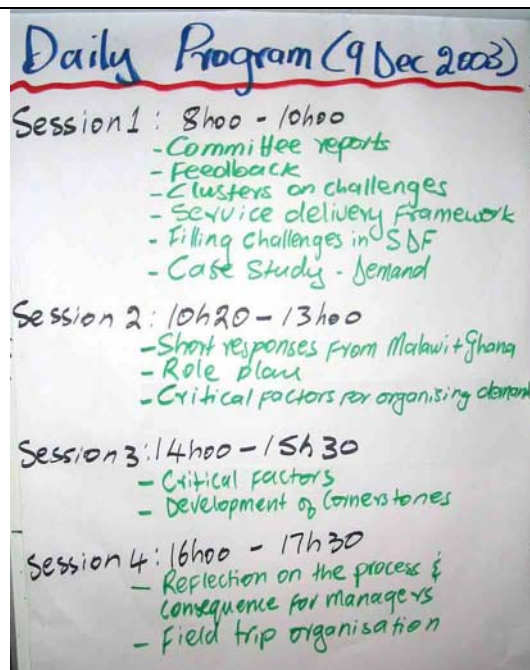 Daily Program (9 Dec 2003)
Session 1: 8h00 - 10h00
- Committee reports
- Feedback
- Clusters on challenges
- Service delivery framework
- Filling challenges in SDF
- Case Study - Demand
Session 2: 10h20 - 13h00
- Short responses from Malawi + Ghana
- Role play
- Critical factors for organising demand
Session 3: 14h00 - 15h30
- Critical factors
- Development of Cornerstones
Session 4: 16h00 - 17h30
- Reflection on the process &
consequence for managers
- Field trip organisation